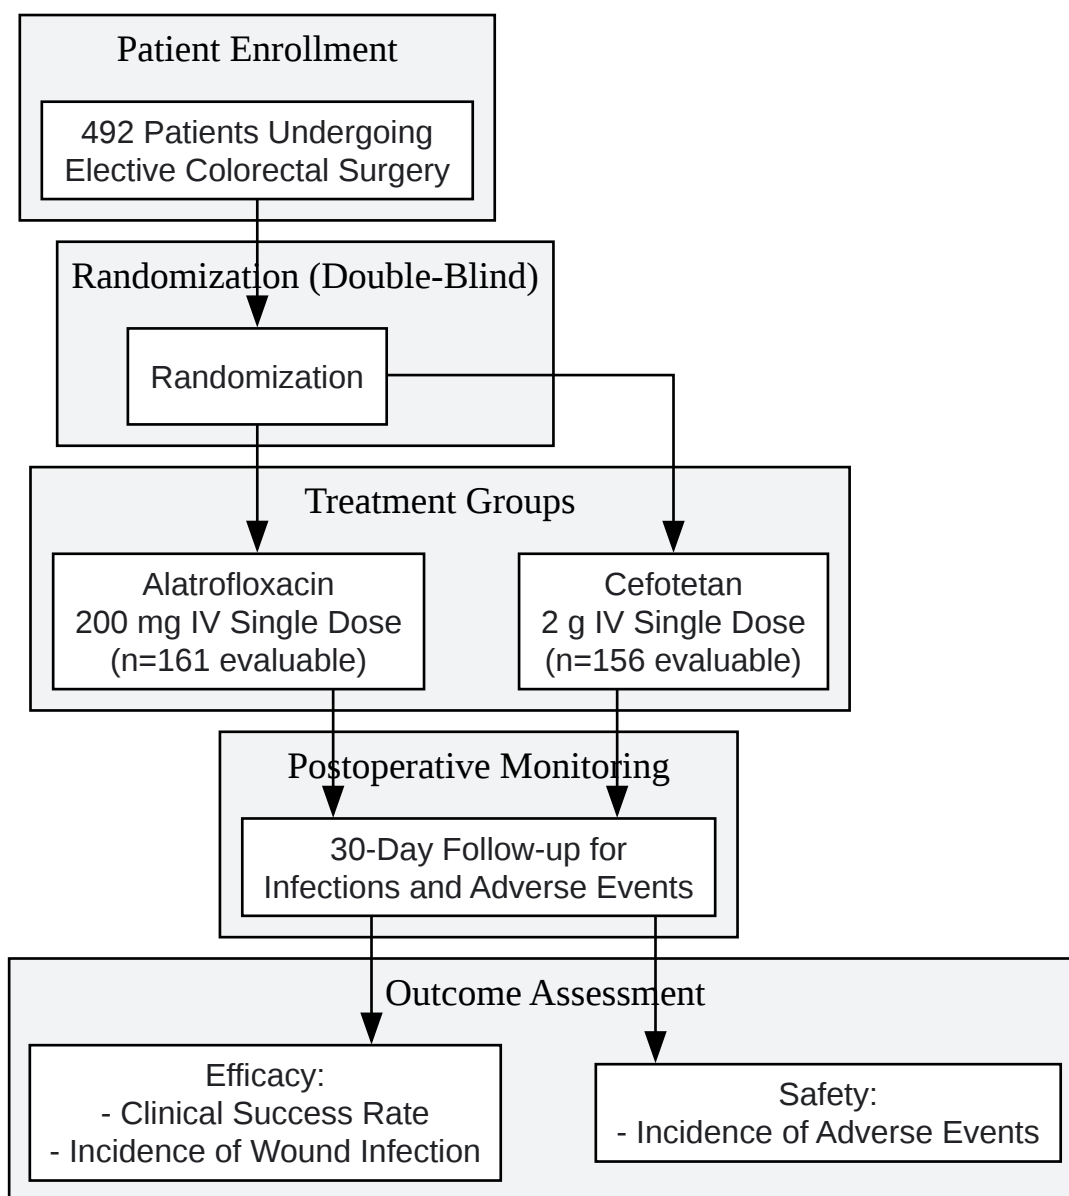 Patient Enrollment
492 Patients Undergoing
Elective Colorectal Surgery
Randomization (Double-Blind)
Randomization
Treatment Groups
Alatrofloxacin
200 mg IV Single Dose
(n=161 evaluable)
Cefotetan
2 g IV Single Dose
(n=156 evaluable)
Postoperative Monitoring
30-Day Follow-up for
Infections and Adverse Events
Outcome Assessment
Efficacy:
- Clinical Success Rate
- Incidence of Wound Infection
Safety:
- Incidence of Adverse Events